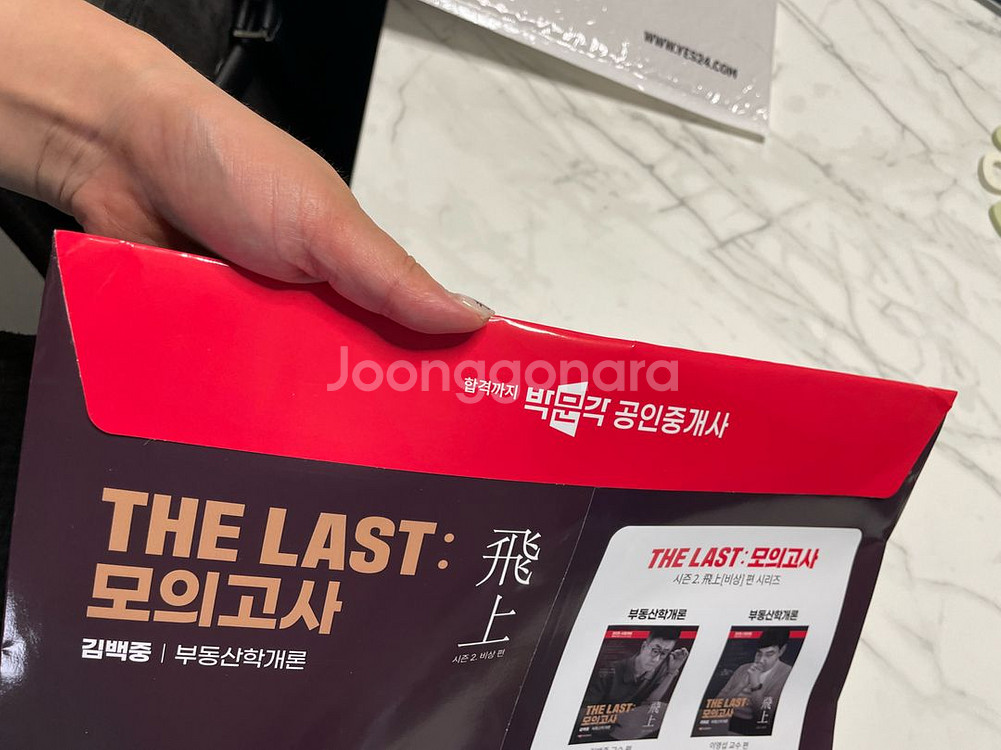 WWW.YES24.COM
Joonggonara
합격까지 박문각 공인중개사
THE LAST:
모의고사
飛上
시즌 2. 비상 편
김백중 | 부동산학개론
THE LAST: 모의고사
시즌 2. 飛上[비상] 편 시리즈
부동산학개론
부동산학개론
THE LAST:
모의고사
飛上
THE LAST:
모의고사
飛上
이영섭 교수 편